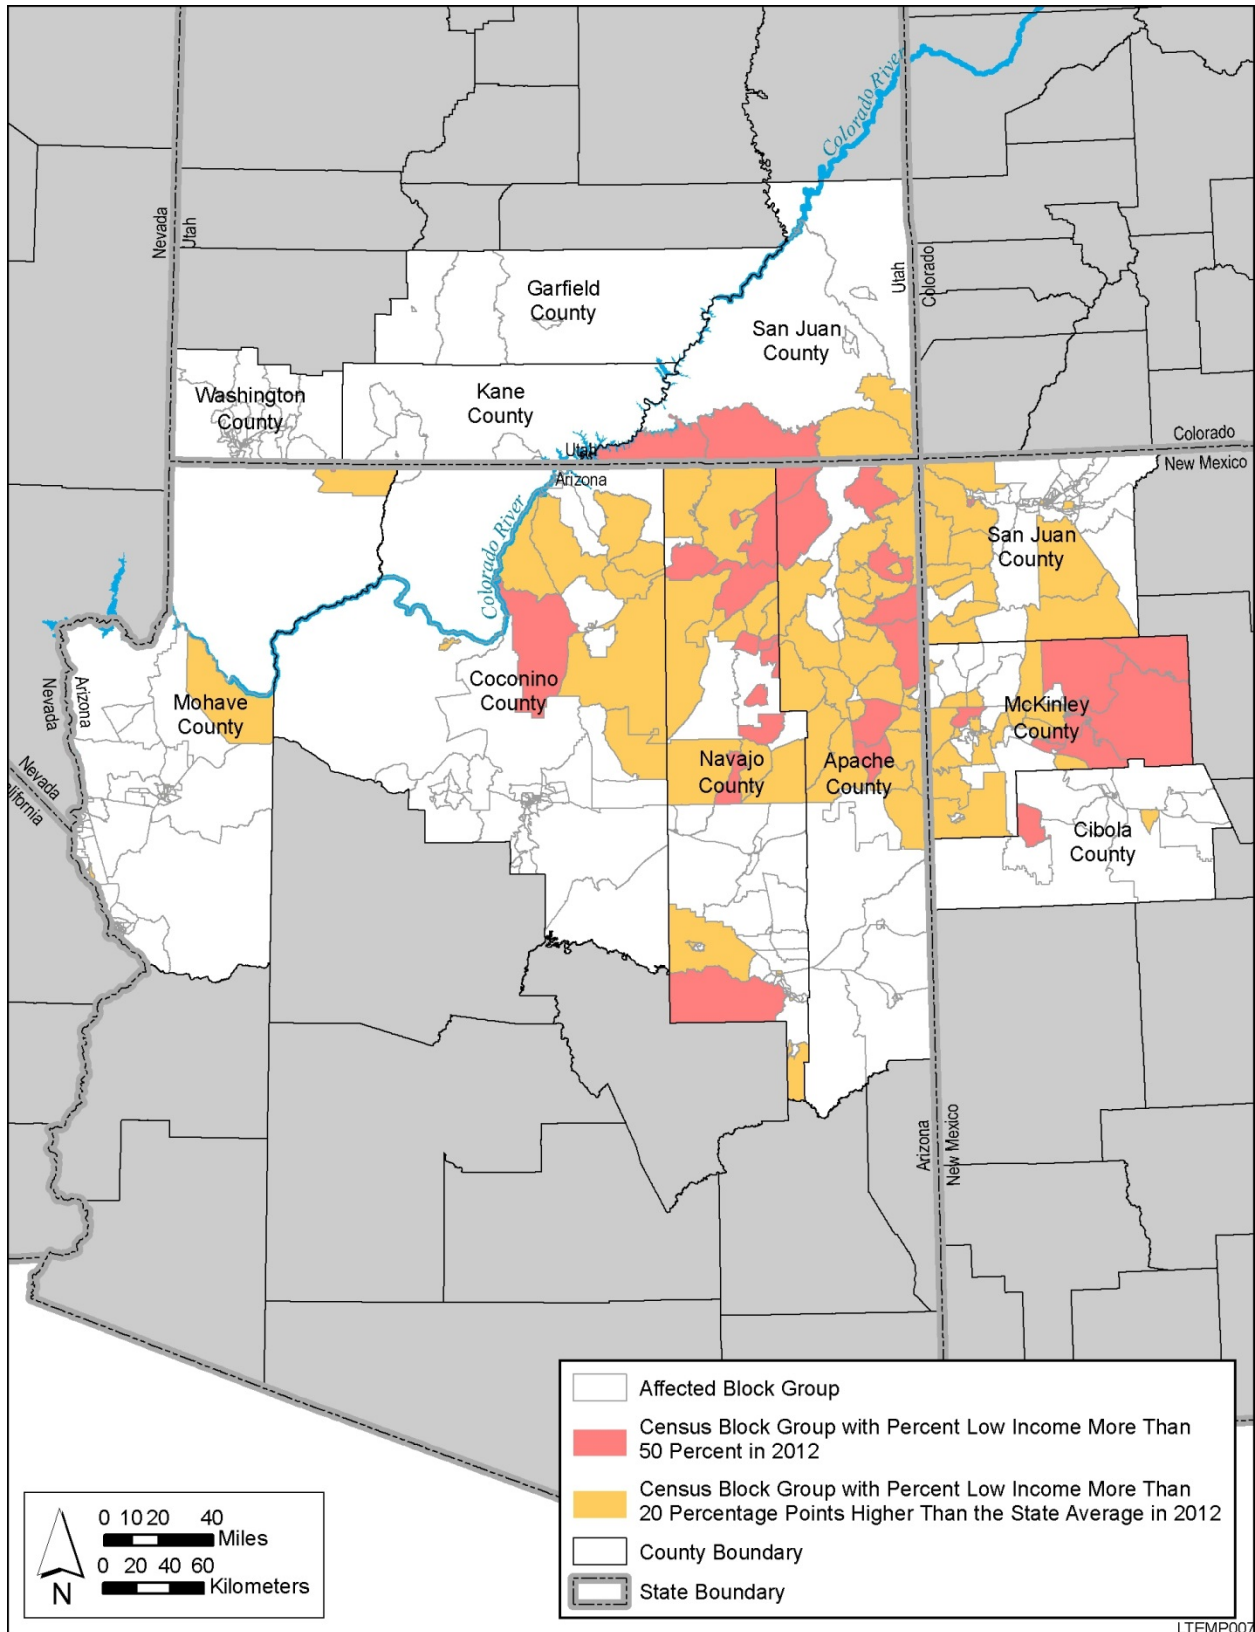 Colorado River
Nevada
Utah
Utah
Colorado
Garfield
County
San Juan
County
Washington
County
Kane
County
Colorado
New Mexico
Utah
Arizona
Colorado River
San Juan
County
Coconino
County
Mohave
County
McKinley
County
Arizona
Nevada
Navajo
County
Apache
County
Nevada
alifornia
Cibola
County
Arizona
New Mexico
Affected Block Group
Census Block Group with Percent Low Income More Than
50 Percent in 2012
Census Block Group with Percent Low Income More Than
20 Percentage Points Higher Than the State Average in 2012
County Boundary
State Boundary
N
0 10 20 40
Miles
0 20 40 60
Kilometers
LTEMP007